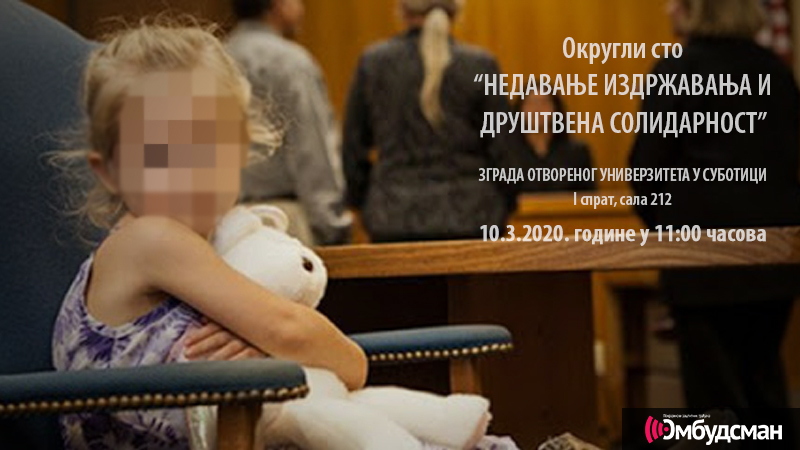 Округли сто
“НЕДАВАЊЕ ИЗДРЖАВАЊА И
ДРУШТВЕНА СОЛИДАРНОСТ”
ЗГРАДА ОТВОРЕНОГ УНИВЕРЗИТЕТА У СУБОТИЦИ
I спрат, сала 212
10.3.2020. године у 11:00 часова
Омбудсман